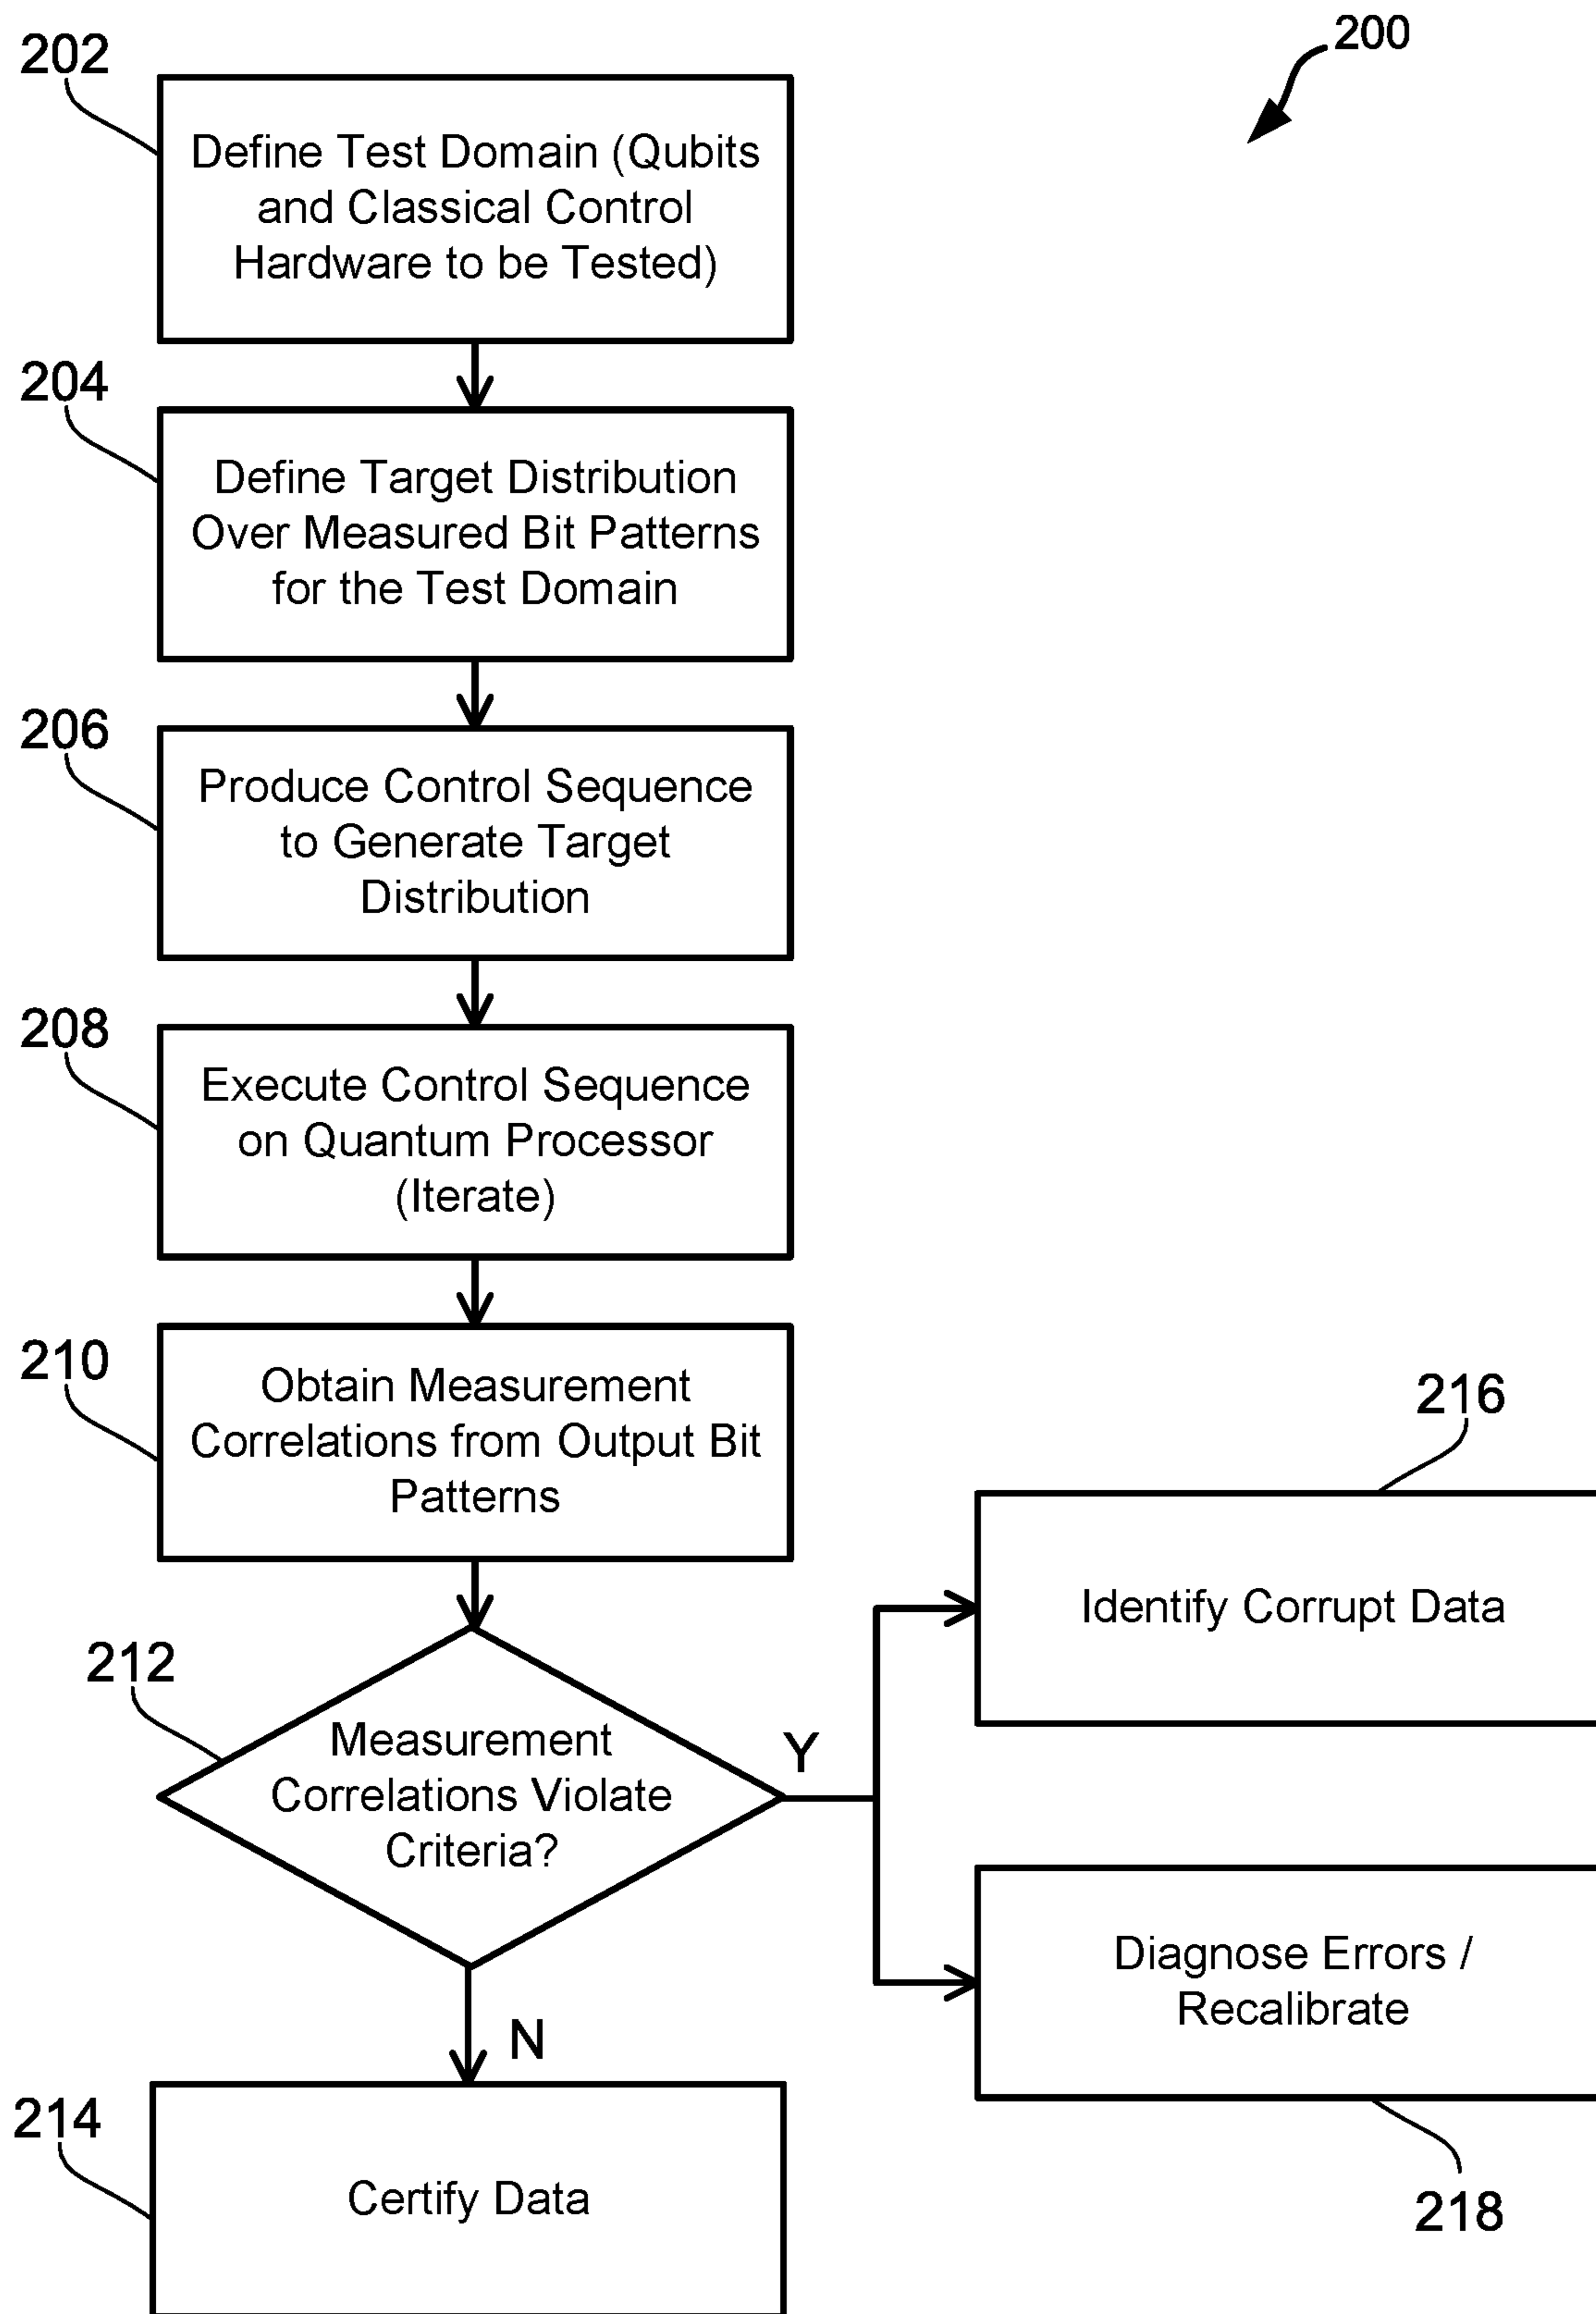 200
202
Define Test Domain (Qubits
and Classical Control
Hardware to be Tested)
204
Define Target Distribution
Over Measured Bit Patterns
for the Test Domain
206
Produce Control Sequence
to Generate Target
Distribution
208
Execute Control Sequence
on Quantum Processor
(Iterate)
210
Obtain Measurement
Correlations from Output Bit
Patterns
212
Measurement
Correlations Violate
Criteria?
Y
N
216
Identify Corrupt Data
Diagnose Errors /
Recalibrate
218
214
Certify Data